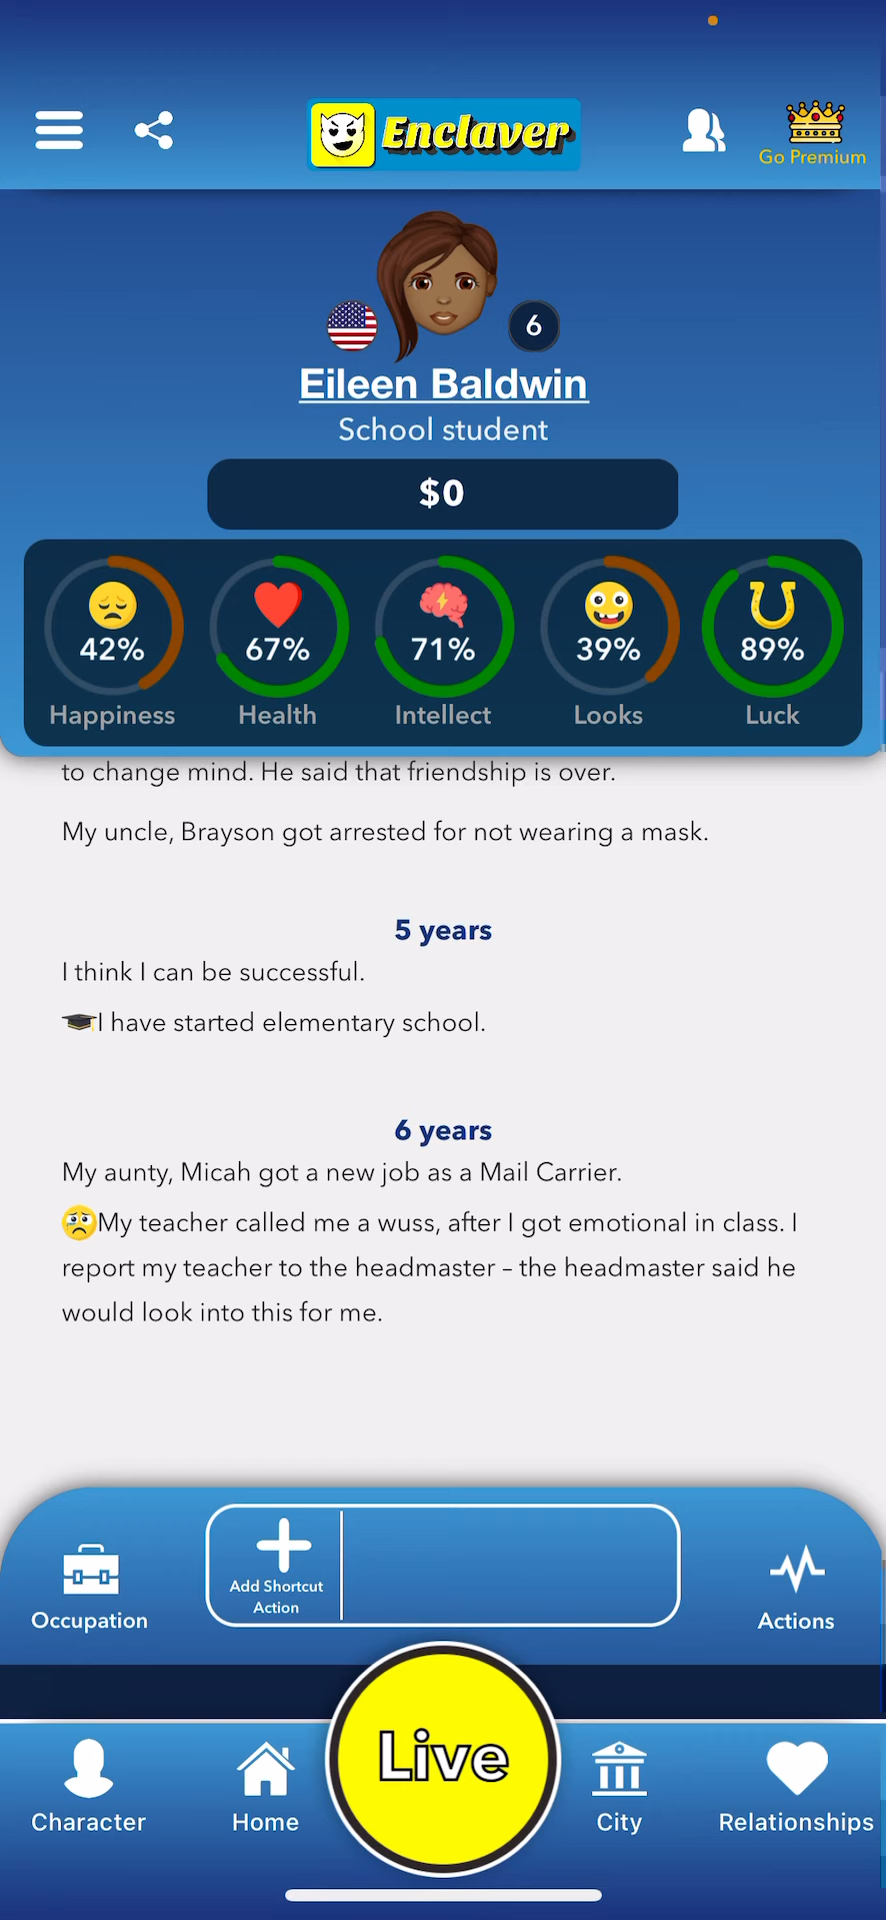 Enclaver
Go Premium
6
Eileen Baldwin
School student
$0
42% 67% 71% 39% 89%
Happiness Health Intellect Looks Luck
to change mind. He said that friendship is over.
My uncle, Brayson got arrested for not wearing a mask.
5 years
I think I can be successful.
I have started elementary school.
6 years
My aunty, Micah got a new job as a Mail Carrier.
My teacher called me a wuss, after I got emotional in class. I
report my teacher to the headmaster – the headmaster said he
would look into this for me.
Add Shortcut
Action
Occupation
Actions
Live
Character Home City Relationships